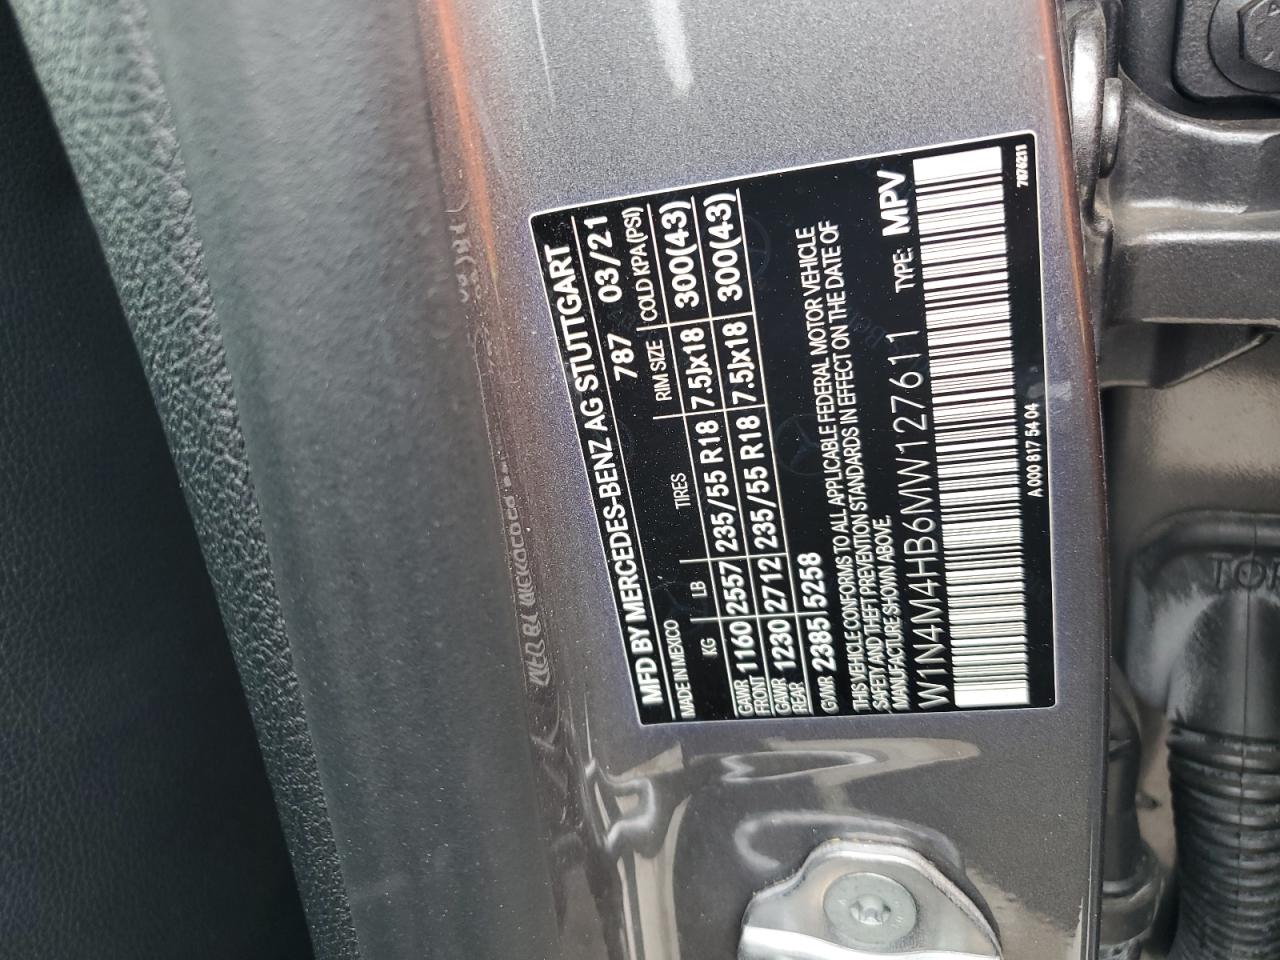 MFD BY MERCEDES-BENZ AG STUTTGART
MADE IN MEXICO 787 03/21
KG LB TIRES RIM SIZE COLD KPA(PSI)
GAWR FRONT 1160 2557 235/55 R18 7.5Jx18 300(43)
GAWR REAR 1230 2712 235/55 R18 7.5Jx18 300(43)
GVWR 2385 5258
THIS VEHICLE CONFORMS TO ALL APPLICABLE FEDERAL MOTOR VEHICLE
SAFETY AND THEFT PREVENTION STANDARDS IN EFFECT ON THE DATE OF
MANUFACTURE SHOWN ABOVE.
W1N4M4HB6MW127611 TYPE: MPV
A 000 817 54 04
7876211